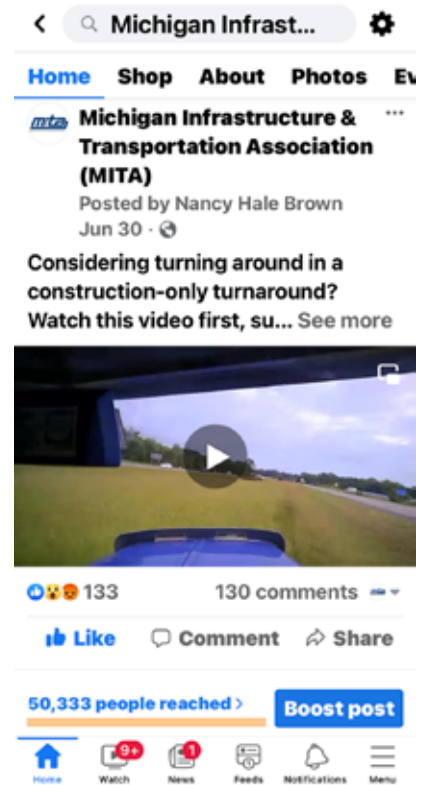 Michigan Infrast...
Home Shop About Photos Ev
mita Michigan Infrastructure & ...
Transportation Association
(MITA)
Posted by Nancy Hale Brown
Jun 30 ·
Considering turning around in a
construction-only turnaround?
Watch this video first, su... See more
133 130 comments
Like Comment Share
50,333 people reached > Boost post
9+ 1
Home Watch News Feeds Notifications Menu